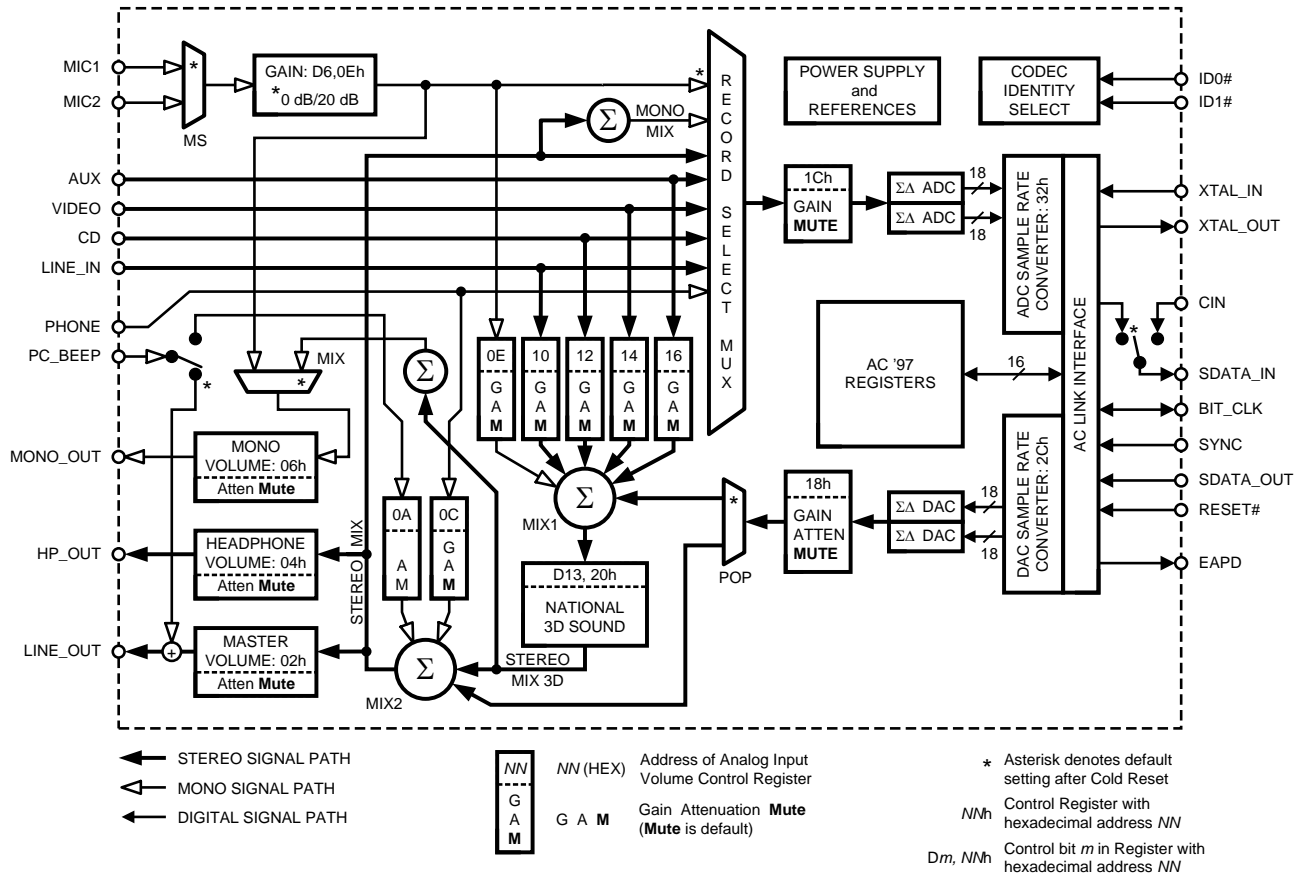 MIC1
MIC2
*
MS
GAIN: D6,0Eh
*0 dB/20 dB
Σ
MONO
MIX
*
RECORD SELECT MUX
POWER SUPPLY
and
REFERENCES
CODEC
IDENTITY
SELECT
ID0#
ID1#
AUX
VIDEO
CD
LINE_IN
PHONE
PC_BEEP
*
MIX
*
Σ
1Ch
GAIN
MUTE
ΣΔ ADC
ΣΔ ADC
18
18
ADC SAMPLE RATE
CONVERTER: 32h
AC LINK INTERFACE
XTAL_IN
XTAL_OUT
CIN
*
SDATA_IN
BIT_CLK
SYNC
SDATA_OUT
RESET#
EAPD
AC '97
REGISTERS
16
0E
G
A
M
10
G
A
M
12
G
A
M
14
G
A
M
16
G
A
M
Σ
MIX1
MONO_OUT
MONO
VOLUME: 06h
Atten Mute
HP_OUT
HEADPHONE
VOLUME: 04h
Atten Mute
LINE_OUT
+
MASTER
VOLUME: 02h
Atten Mute
STEREO MIX
0A
A
M
0C
G
A
M
Σ
MIX2
D13, 20h
NATIONAL
3D SOUND
STEREO
MIX 3D
*
POP
18h
GAIN
ATTEN
MUTE
ΣΔ DAC
ΣΔ DAC
18
18
DAC SAMPLE RATE
CONVERTER: 2Ch
STEREO SIGNAL PATH
MONO SIGNAL PATH
DIGITAL SIGNAL PATH
NN
G
A
M
NN (HEX) Address of Analog Input
Volume Control Register
G A M Gain Attenuation Mute
(Mute is default)
* Asterisk denotes default
setting after Cold Reset
NNh Control Register with
hexadecimal address NN
Dm, NNh Control bit m in Register with
hexadecimal address NN